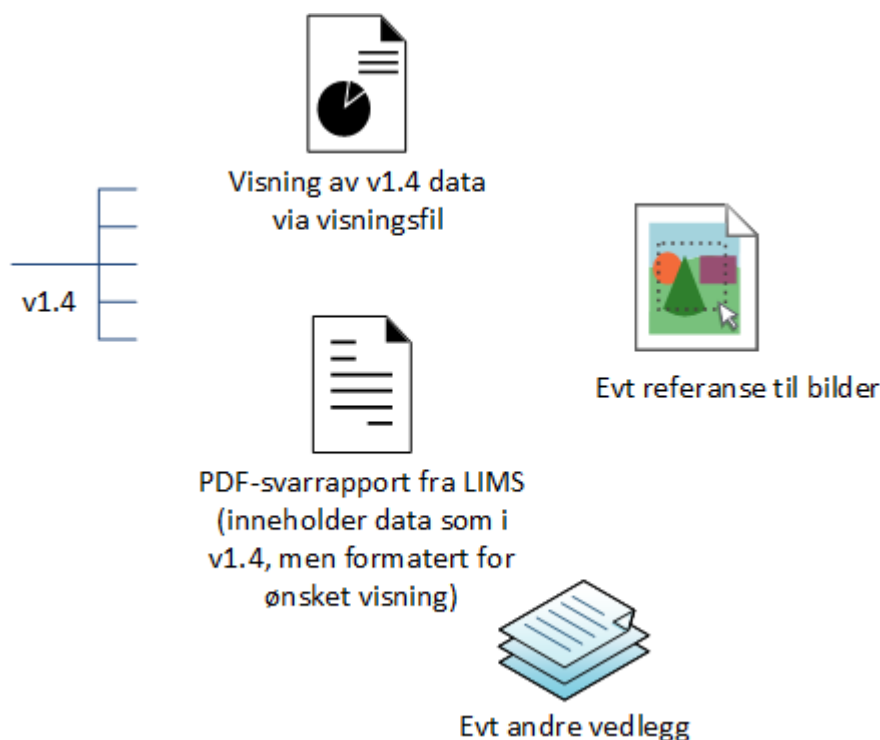 Visning av v1.4 data
via visningsfil
v1.4
Evt referanse til bilder
PDF-svarrapport fra LIMS
(inneholder data som i
v1.4, men formatert for
ønsket visning)
Evt andre vedlegg